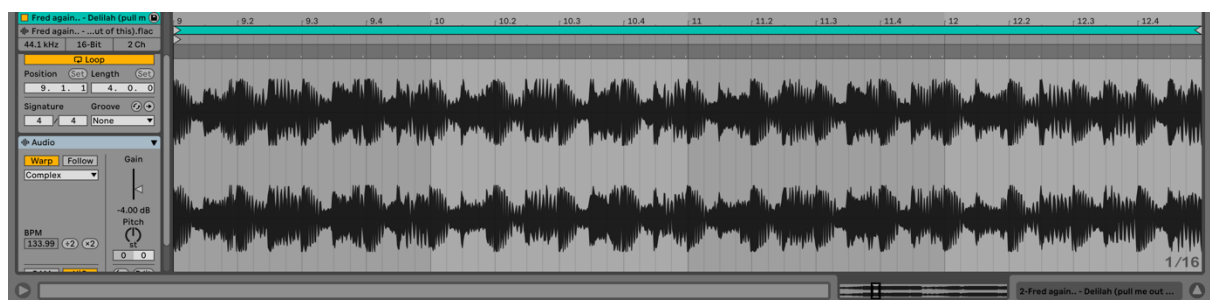 Fred again.. - Delilah (pull m
9 9.2 9.3 9.4 10 10.2 10.3 10.4 11 11.2 11.3 11.4 12 12.2 12.3 12.4
Fred again.. - ...ut of this).flac
44.1 kHz 16-Bit 2 Ch
Loop
Position Set Length Set
9. 1. 1 4. 0. 0
Signature Groove
4 / 4 None
Audio
Warp Follow Gain
Complex
-4.00 dB
Pitch
BPM
133.99 ÷2 ×2 st
0 0
1/16
2-Fred again.. - Delilah (pull me out ...